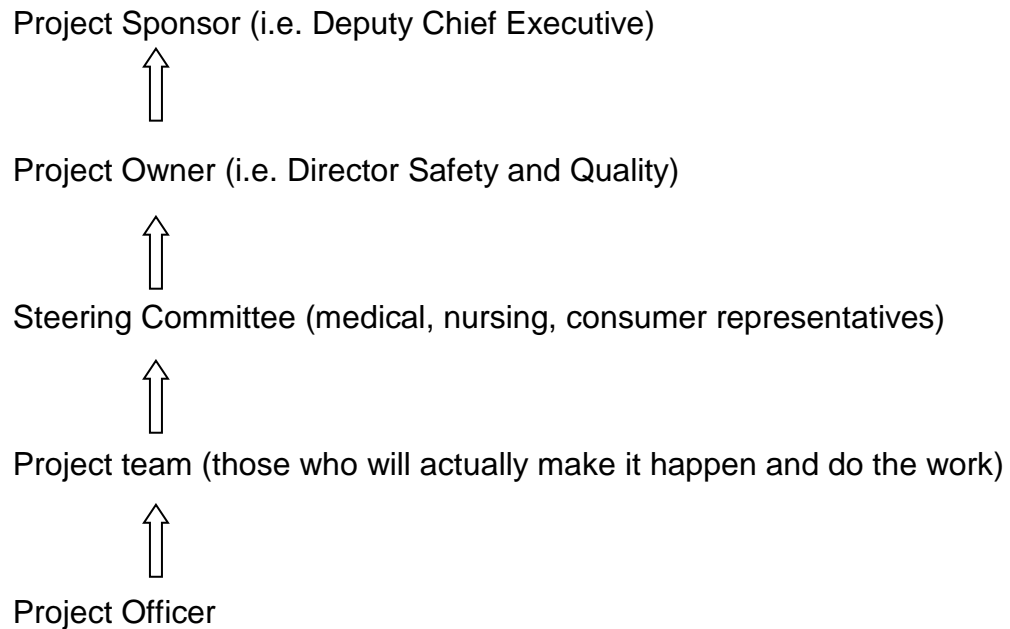 Project Sponsor (i.e. Deputy Chief Executive)
Project Owner (i.e. Director Safety and Quality)
Steering Committee (medical, nursing, consumer representatives)
Project team (those who will actually make it happen and do the work)
Project Officer